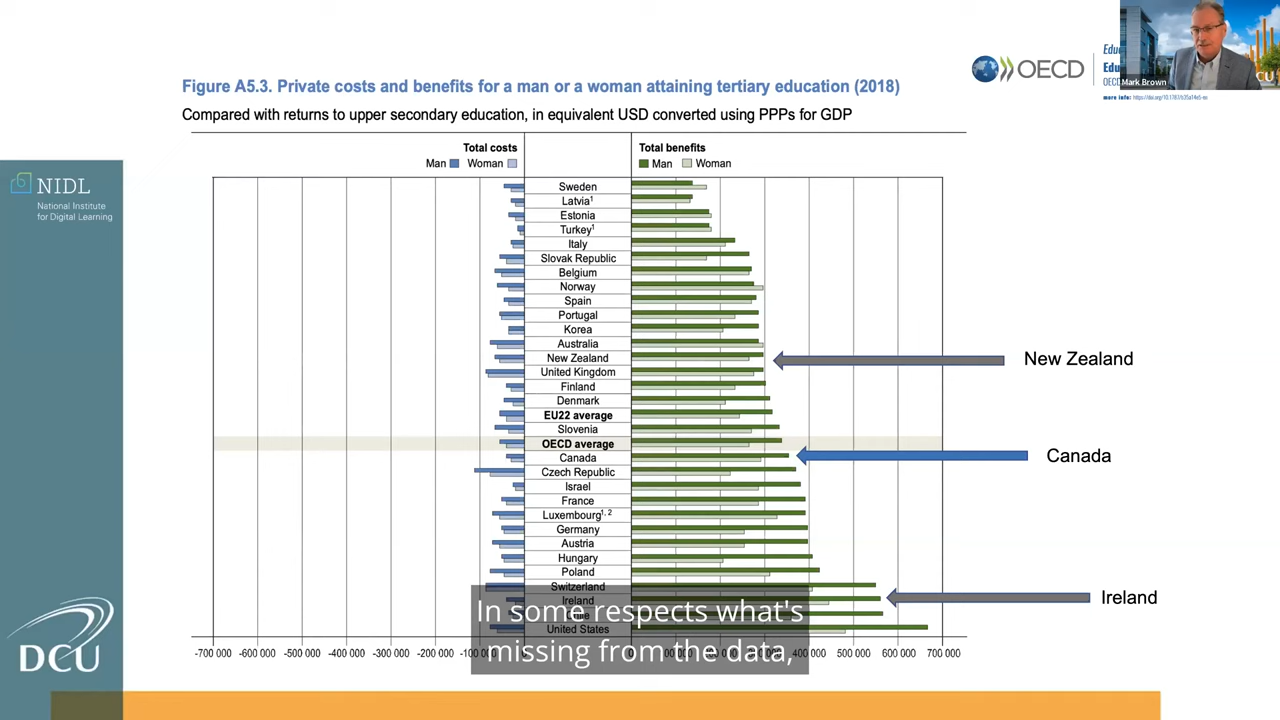 Figure A5.3. Private costs and benefits for a man or a woman attaining tertiary education (2018)
Compared with returns to upper secondary education, in equivalent USD converted using PPPs for GDP
OECD
Mark Brown
more info:
NIDL
National Institute
for Digital Learning
Total costs
Man Woman
Total benefits
Man Woman
Sweden
Latvia¹
Estonia
Turkey¹
Italy
Slovak Republic
Belgium
Norway
Spain
Portugal
Korea
Australia
New Zealand
United Kingdom
Finland
Denmark
EU22 average
Slovenia
OECD average
Canada
Czech Republic
Israel
France
Luxembourg¹, ²
Germany
Austria
Hungary
Poland
Switzerland
Ireland
United States
New Zealand
Canada
Ireland
In some respects what's
missing from the data,
-700 000 -600 000 -500 000 -400 000 -300 000 -200 000
400 000 500 000 600 000 700 000
DCU